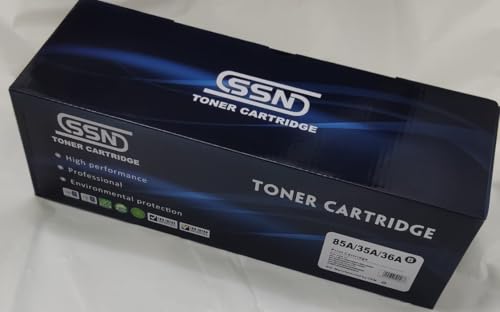 SSN
TONER CARTRIDGE
SSN
TONER CARTRIDGE
High performance
Professional
Environmental protection
TONER CARTRIDGE
85A/35A/36A B